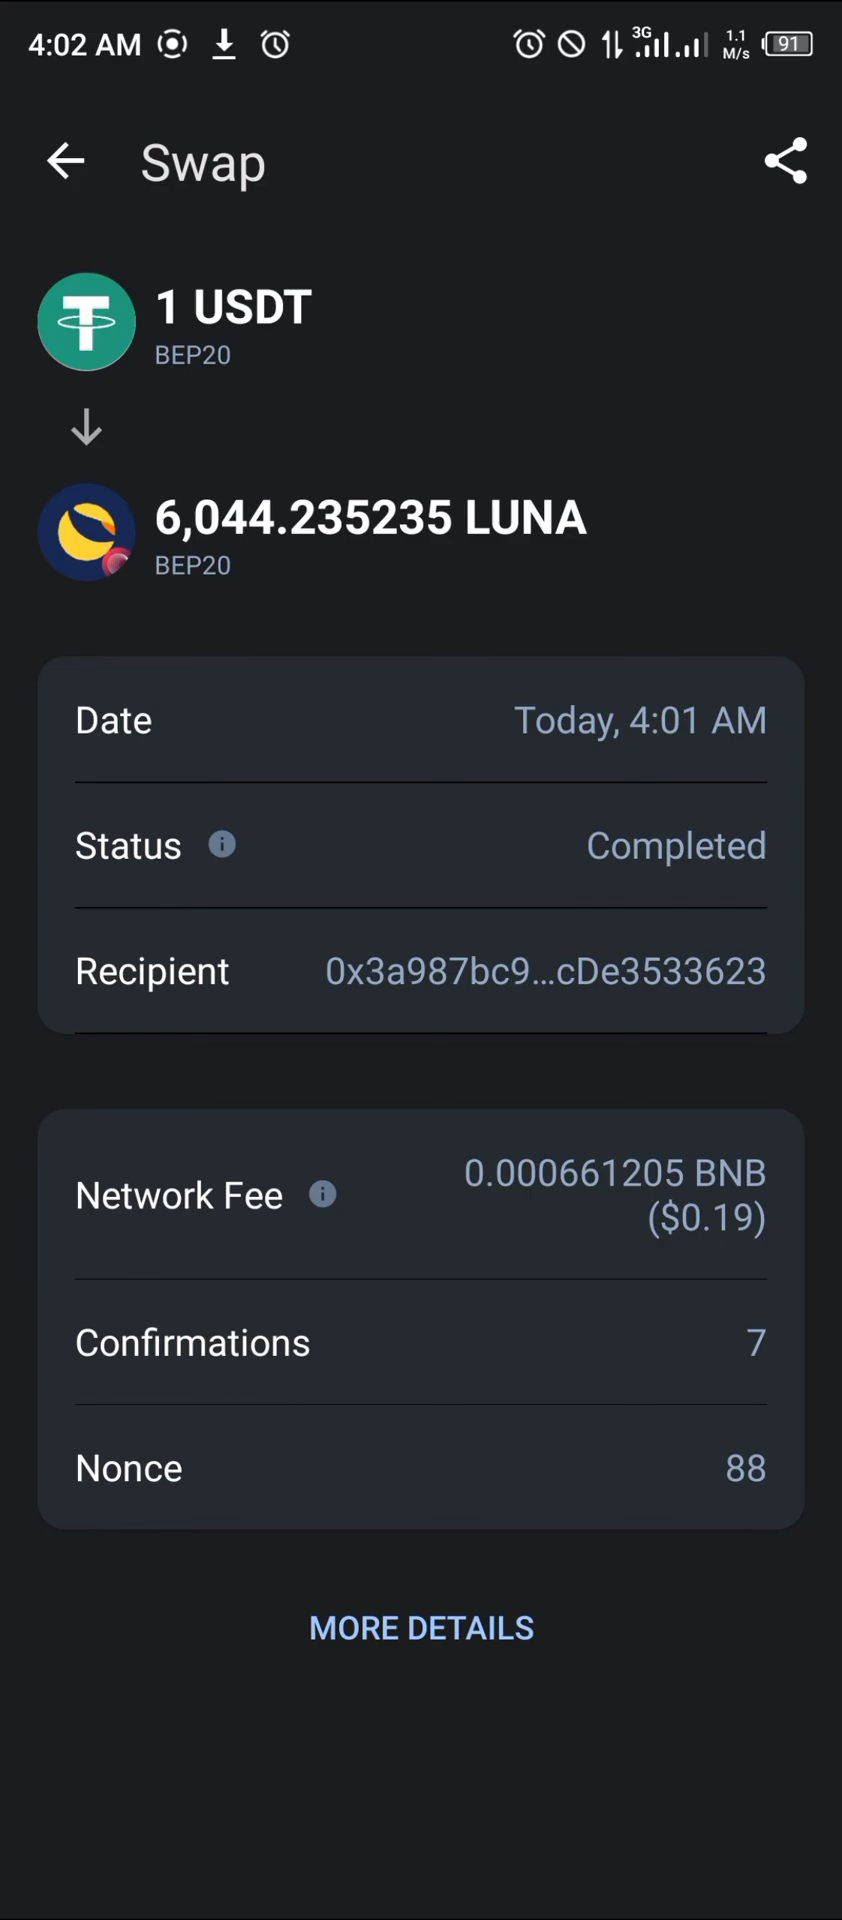 4:02 AM 3G 1.1 M/s 91
Swap
1 USDT
BEP20
6,044.235235 LUNA
BEP20
Date Today, 4:01 AM
Status Completed
Recipient 0x3a987bc9...cDe3533623
Network Fee 0.000661205 BNB
($0.19)
Confirmations 7
Nonce 88
MORE DETAILS